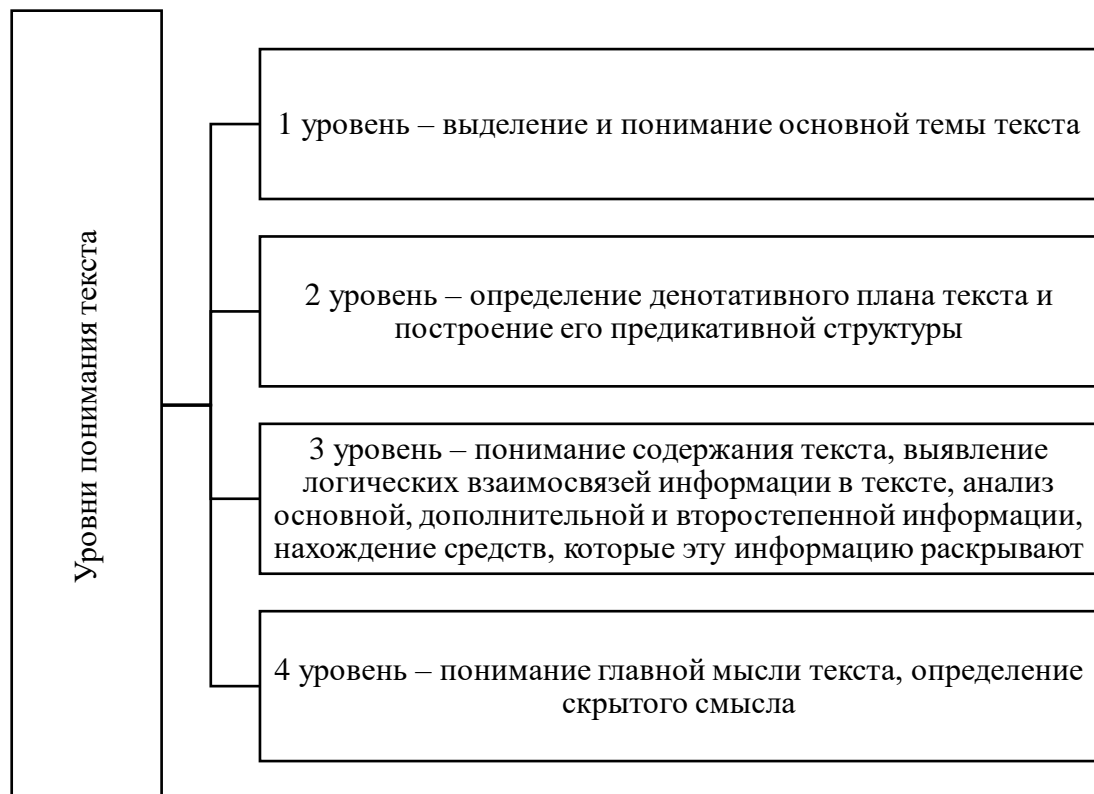 Уровни понимания текста
1 уровень – выделение и понимание основной темы текста
2 уровень – определение денотативного плана текста и
построение его предикативной структуры
3 уровень – понимание содержания текста, выявление
логических взаимосвязей информации в тексте, анализ
основной, дополнительной и второстепенной информации,
нахождение средств, которые эту информацию раскрывают
4 уровень – понимание главной мысли текста, определение
скрытого смысла